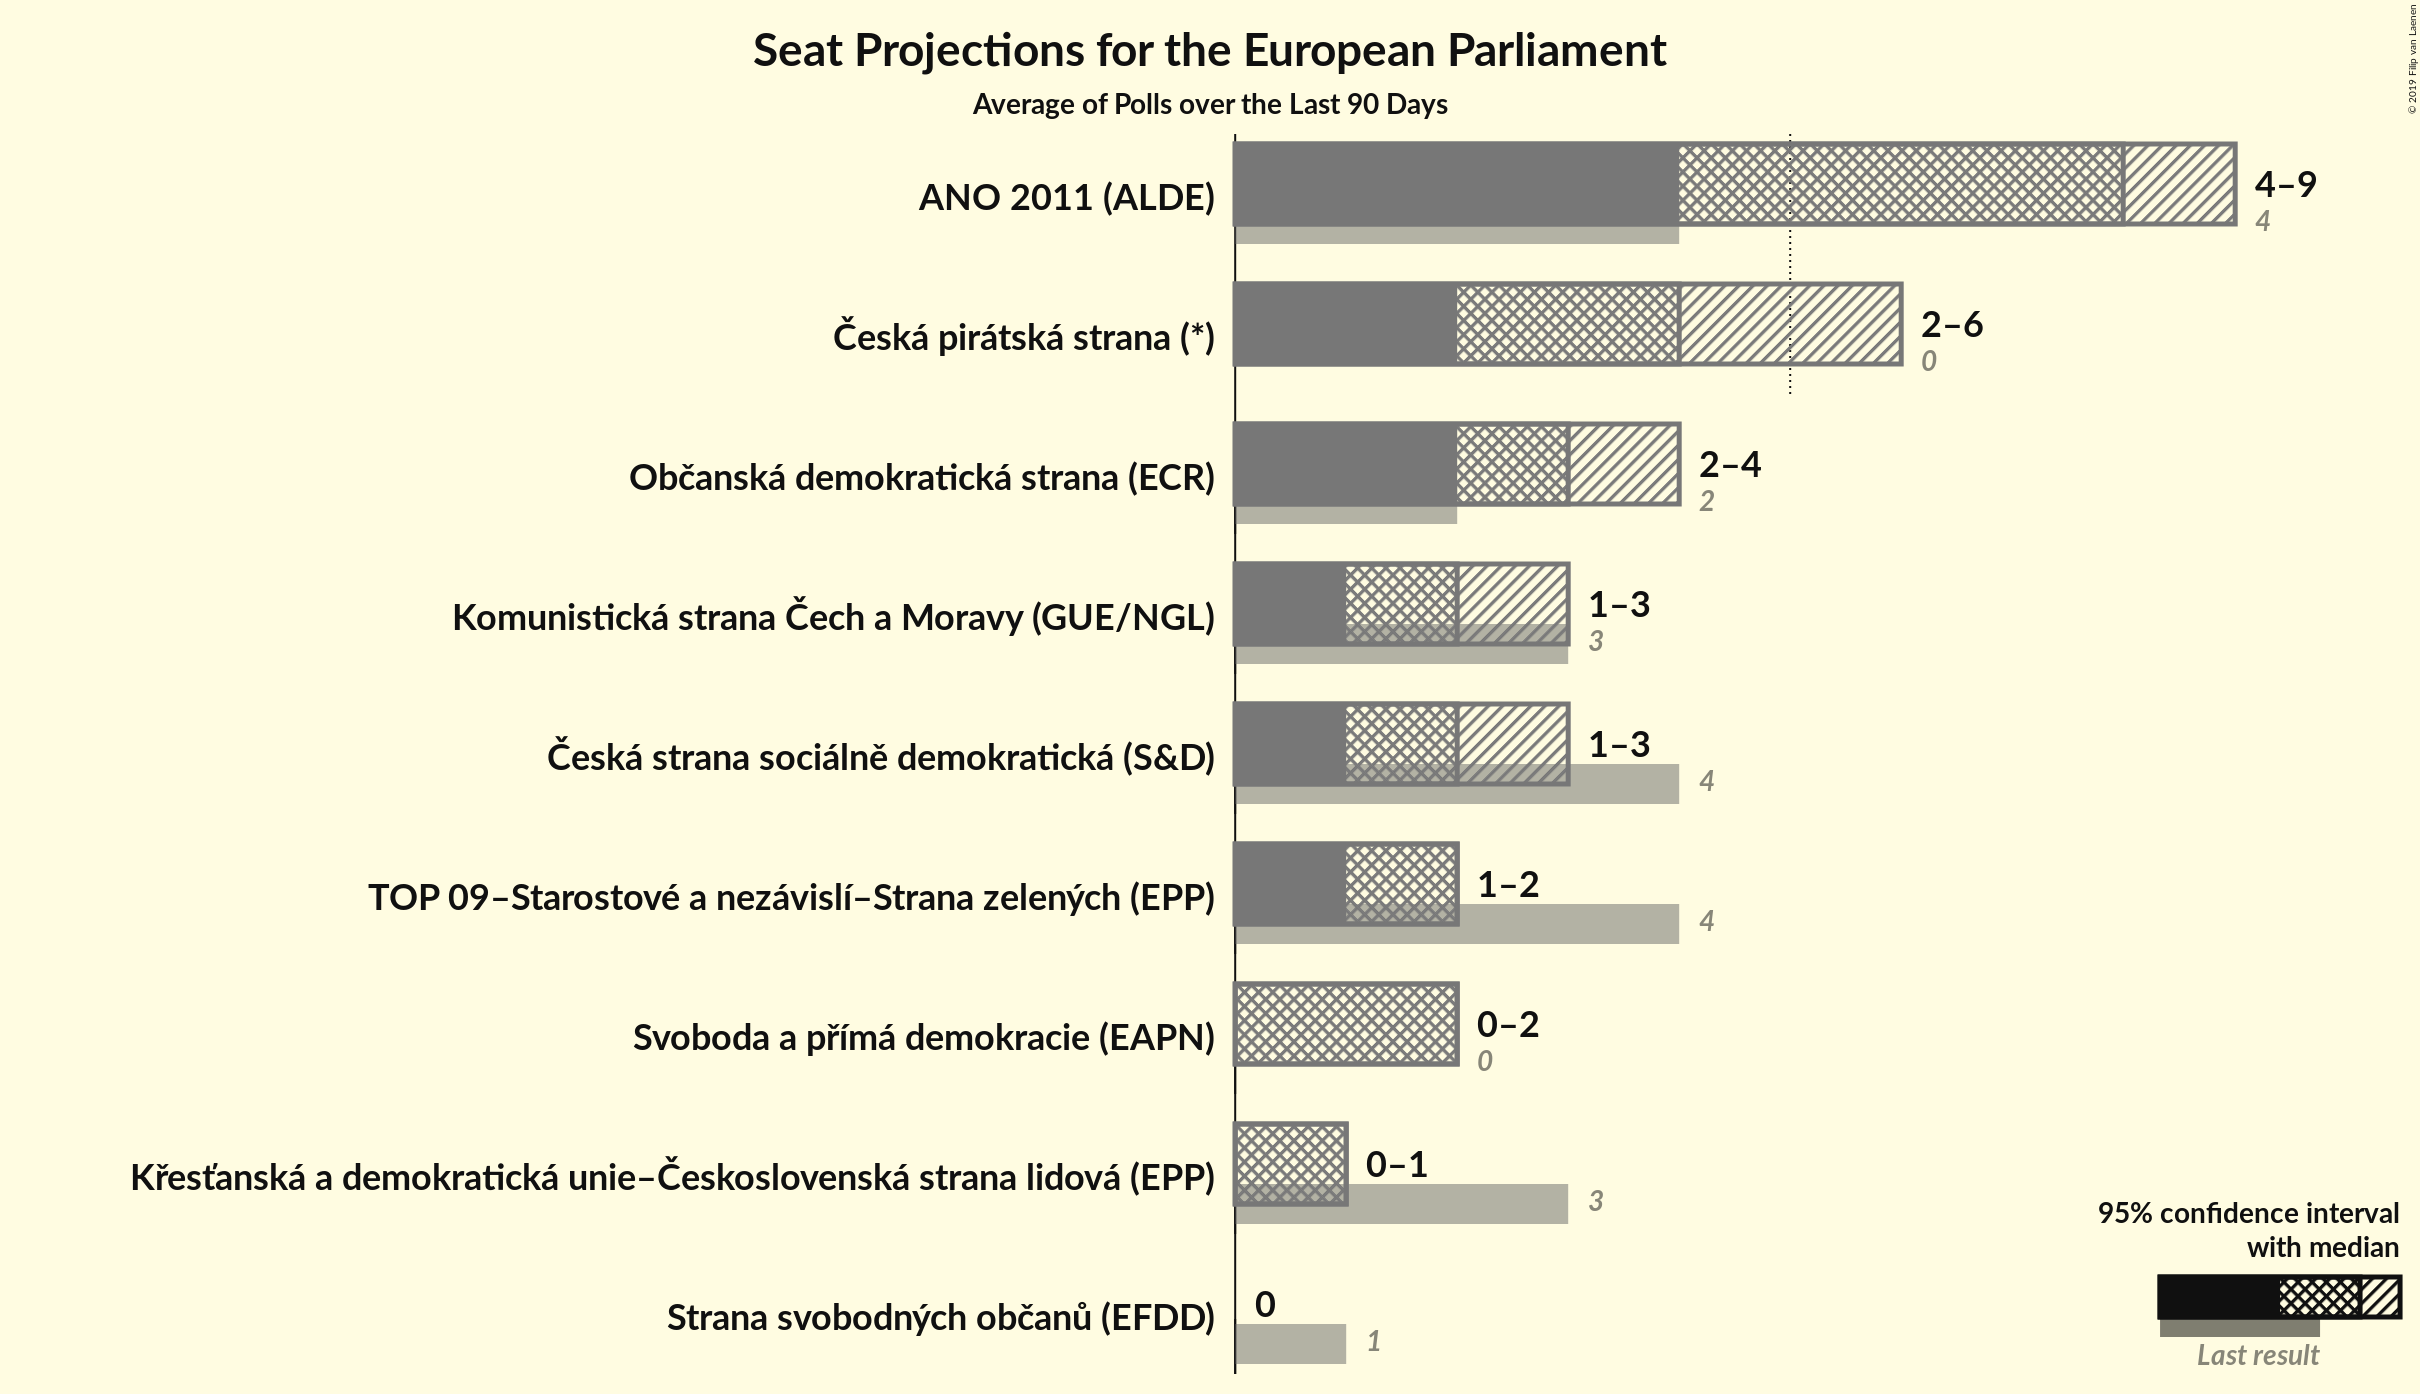 Seat Projections for the European Parliament
Average of Polls over the Last 90 Days
© 2019 Filip van Laenen
ANO 2011 (ALDE)
4–9
4
Česká pirátská strana (*)
2–6
0
Občanská demokratická strana (ECR)
2–4
2
Komunistická strana Čech a Moravy (GUE/NGL)
1–3
3
Česká strana sociálně demokratická (S&D)
1–3
4
TOP 09–Starostové a nezávislí–Strana zelených (EPP)
1–2
4
Svoboda a přímá demokracie (EAPN)
0–2
0
Křesťanská a demokratická unie–Československá strana lidová (EPP)
0–1
3
Strana svobodných občanů (EFDD)
0
1
95% confidence interval
with median
Last result